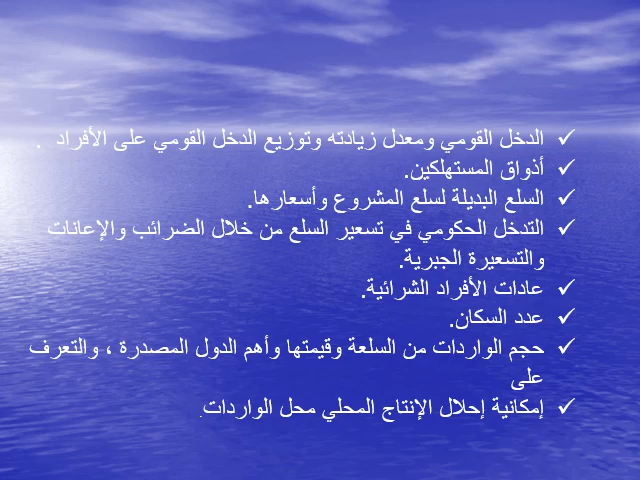 ✓ الدخل القومي ومعدل زيادته وتوزيع الدخل القومي على الأفراد .
✓ أذواق المستهلكين.
✓ السلع البديلة لسلع المشروع وأسعارها.
✓ التدخل الحكومي في تسعير السلع من خلال الضرائب والإعانات
والتسعيرة الجبرية.
✓ عادات الأفراد الشرائية.
✓ عدد السكان.
✓ حجم الواردات من السلعة وقيمتها وأهم الدول المصدرة ، والتعرف
على
✓ إمكانية إحلال الإنتاج المحلي محل الواردات.